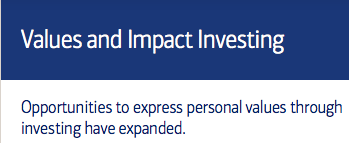 Values and Impact Investing
Opportunities to express personal values through
investing have expanded.